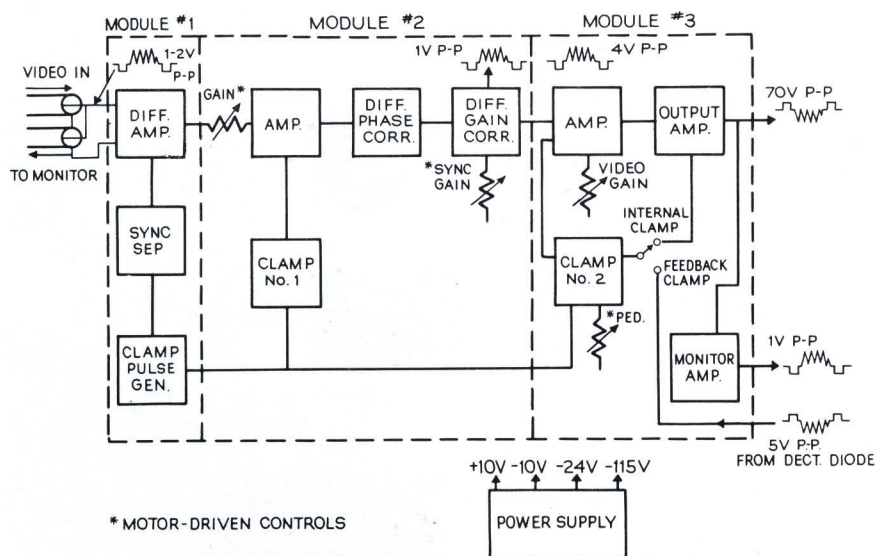 MODULE #1
MODULE #2
MODULE #3
1-2V
P-P
1V P-P
4V P-P
VIDEO IN
TO MONITOR
GAIN*
70V P-P
DIFF.
AMP.
AMP.
DIFF.
PHASE
CORR.
DIFF.
GAIN
CORR.
AMP.
OUTPUT
AMP.
*SYNC
GAIN
VIDEO
GAIN
INTERNAL
CLAMP
SYNC
SEP
CLAMP
No. 1
CLAMP
No. 2
FEEDBACK
CLAMP
*PED.
CLAMP
PULSE
GEN.
MONITOR
AMP.
1V P-P
5V P.-P.
FROM DECT. DIODE
+10V -10V -24V -115V
POWER SUPPLY
* MOTOR-DRIVEN CONTROLS